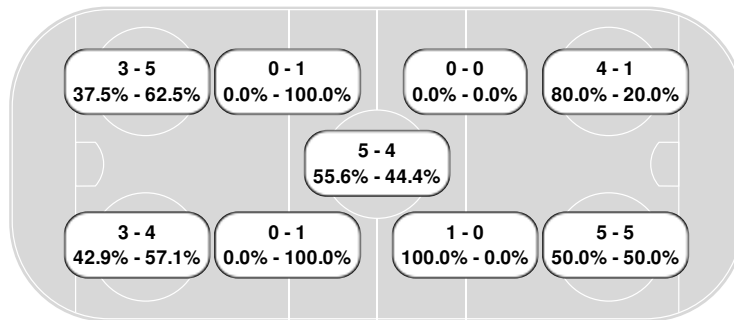 3 - 5
37.5% - 62.5%
0 - 1
0.0% - 100.0%
0 - 0
0.0% - 0.0%
4 - 1
80.0% - 20.0%
5 - 4
55.6% - 44.4%
3 - 4
42.9% - 57.1%
0 - 1
0.0% - 100.0%
1 - 0
100.0% - 0.0%
5 - 5
50.0% - 50.0%